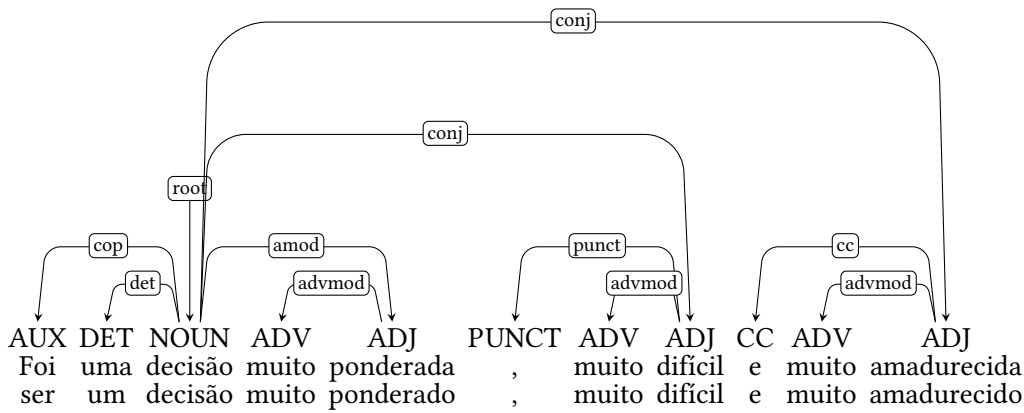 conj
conj
root
cop amod punct cc
det advmod advmod advmod
AUX DET NOUN ADV ADJ PUNCT ADV ADJ CC ADV ADJ
Foi uma decisão muito ponderada , muito difícil e muito amadurecida
ser um decisão muito ponderado , muito difícil e muito amadurecido